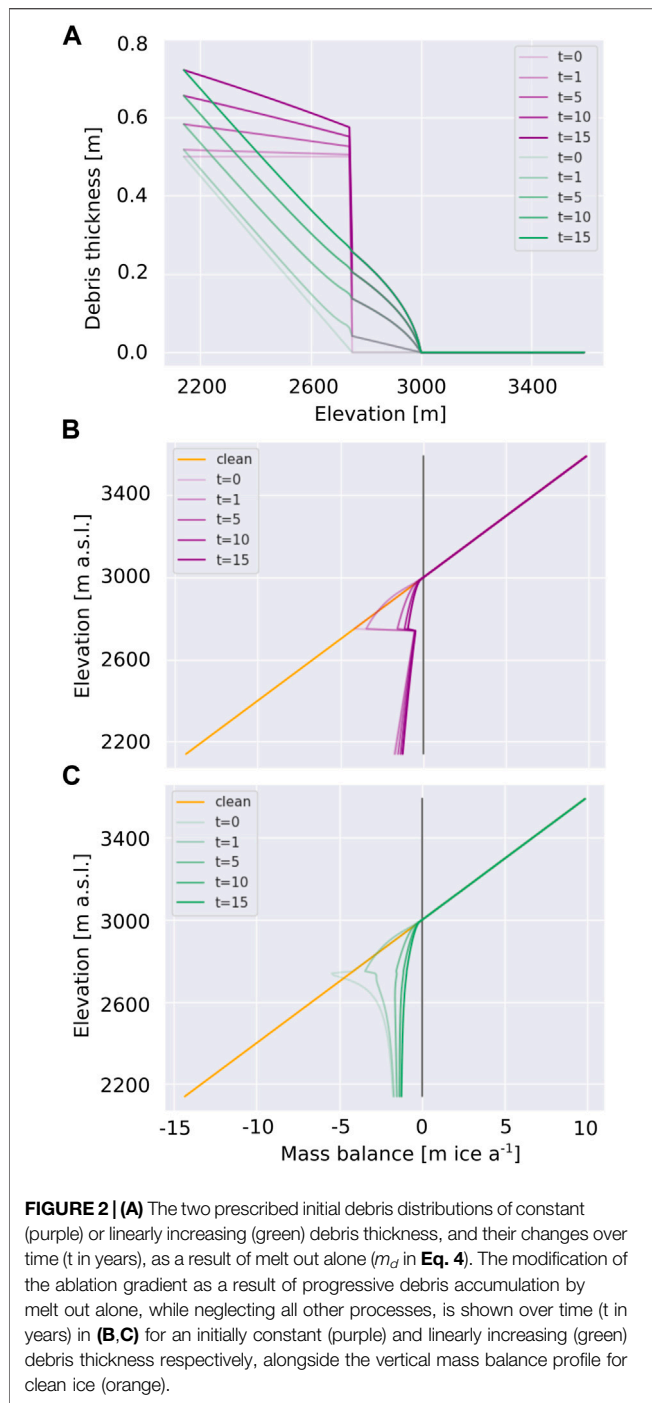 A
0.8
0.6
0.4
0.2
0.0
Debris thickness [m]
t=0
t=1
t=5
t=10
t=15
t=0
t=1
t=5
t=10
t=15
2200
2600
3000
3400
Elevation [m]
B
3400
3000
2600
2200
Elevation [m a.s.l.]
clean
t=0
t=1
t=5
t=10
t=15
C
3400
3000
2600
2200
Elevation [m a.s.l.]
clean
t=0
t=1
t=5
t=10
t=15
-15
-10
-5
0
5
10
Mass balance [m ice a⁻¹]
FIGURE 2 | (A) The two prescribed initial debris distributions of constant
(purple) or linearly increasing (green) debris thickness, and their changes over
time (t in years), as a result of melt out alone (m_d in Eq. 4). The modification of
the ablation gradient as a result of progressive debris accumulation by
melt out alone, while neglecting all other processes, is shown over time (t in
years) in (B,C) for an initially constant (purple) and linearly increasing (green)
debris thickness respectively, alongside the vertical mass balance profile for
clean ice (orange).